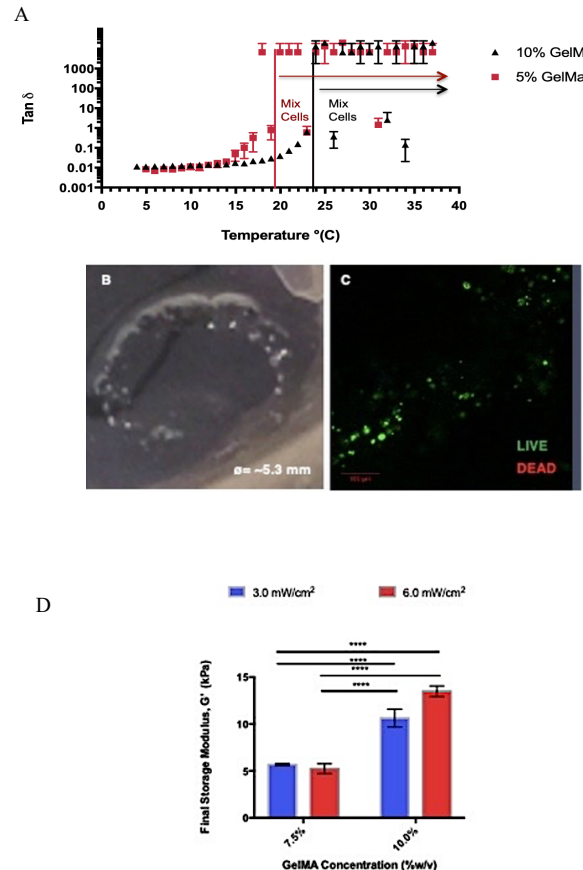 A
10% GelM
5% GelMa
1000
100
10
1
0.1
0.01
0.001
Tan δ
Mix
Cells
Mix
Cells
0 5 10 15 20 25 30 35 40
Temperature °(C)
B
ø= ~5.3 mm
C
LIVE
DEAD
D
3.0 mW/cm²
6.0 mW/cm²
****
****
****
****
15
10
5
0
Final Storage Modulus, G' (kPa)
7.5%
10.0%
GelMA Concentration (%w/v)